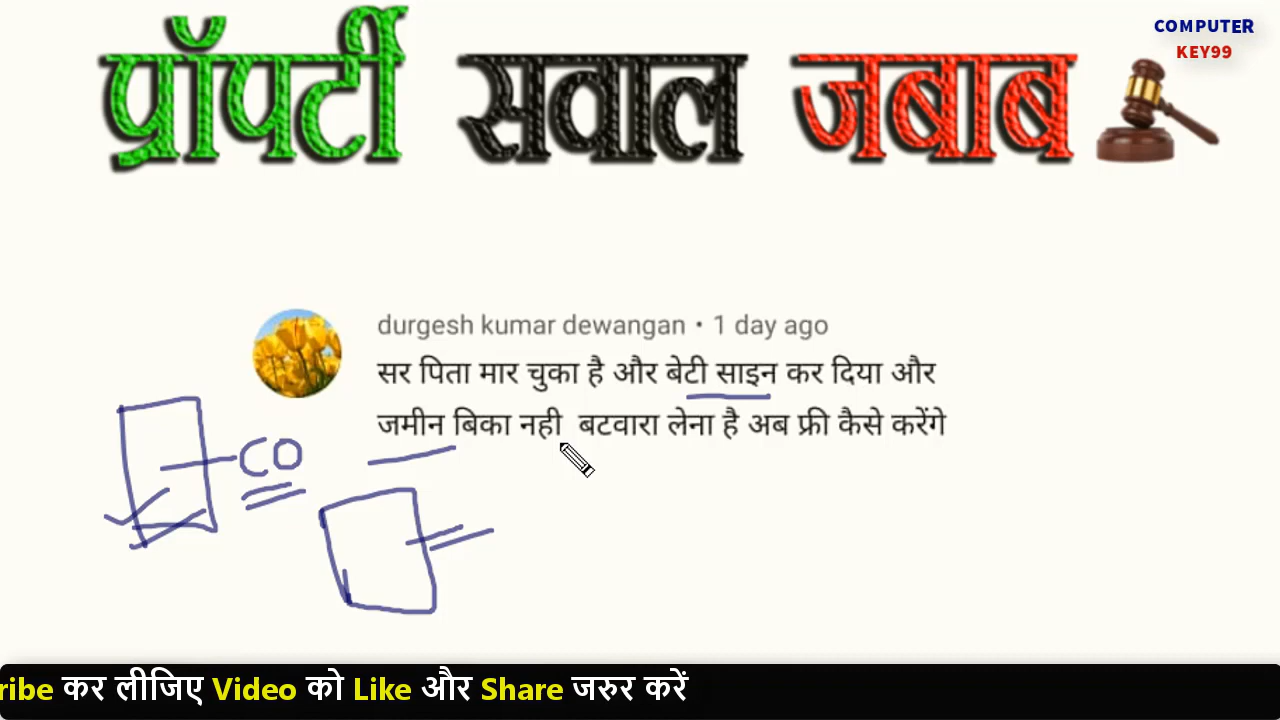 प्रॉपर्टी सवाल जबाब
COMPUTER
KEY99
durgesh kumar dewangan • 1 day ago
सर पिता मार चुका है और बेटी साइन कर दिया और
जमीन बिका नही बटवारा लेना है अब फ्री कैसे करेंगे
CO
ribe कर लीजिए Video को Like और Share जरुर करें